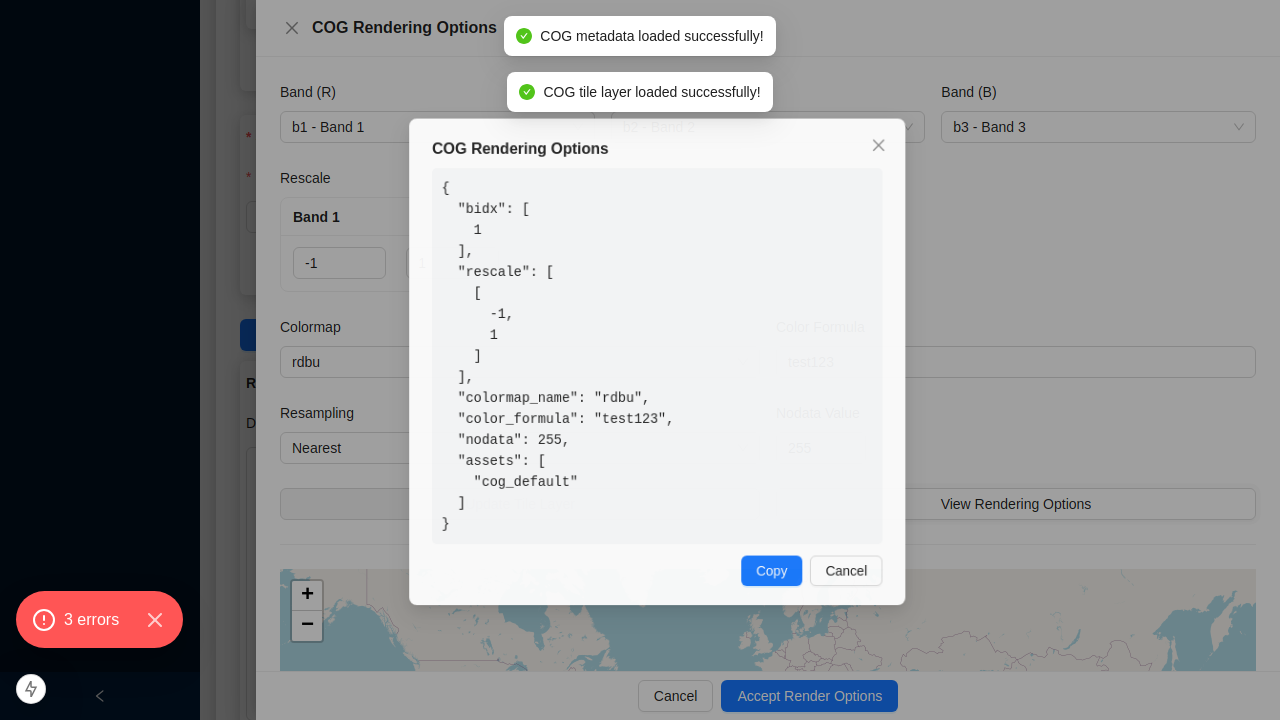 COG Rendering Options
COG metadata loaded successfully!
COG tile layer loaded successfully!
Band (R)
Band (B)
b1 - Band 1
b2 - Band 2
b3 - Band 3
COG Rendering Options
Rescale
Band 1
-1
{
"bidx": [
1
],
"rescale": [
[
-1,
1
]
],
"colormap_name": "rdbu",
"color_formula": "test123",
"nodata": 255,
"assets": [
"cog_default"
]
}
Colormap
Color Formula
rdbu
test123
Resampling
Nodata Value
Nearest
255
View Rendering Options
Copy
Cancel
+
−
3 errors
Cancel
Accept Render Options